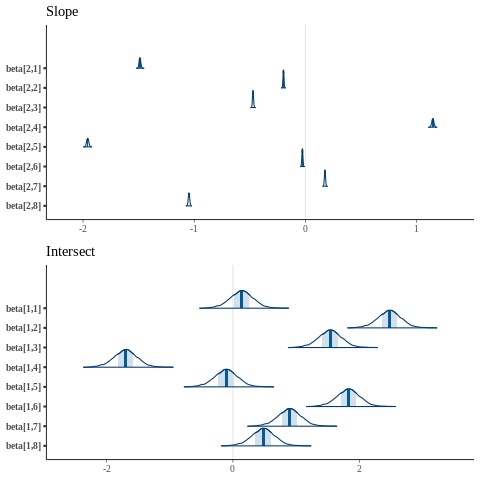 Slope
beta[2,1]
beta[2,2]
beta[2,3]
beta[2,4]
beta[2,5]
beta[2,6]
beta[2,7]
beta[2,8]
-2 -1 0 1
Intersect
beta[1,1]
beta[1,2]
beta[1,3]
beta[1,4]
beta[1,5]
beta[1,6]
beta[1,7]
beta[1,8]
-2 0 2